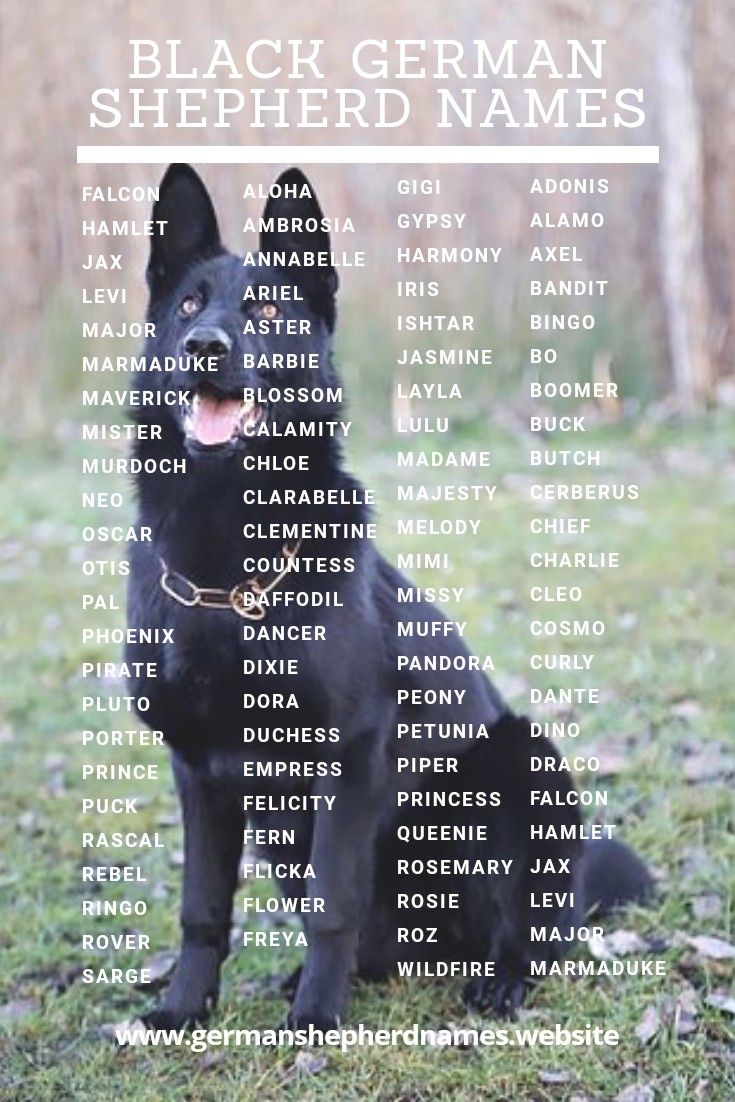 BLACK GERMAN
SHEPHERD NAMES
FALCON
HAMLET
JAX
LEVI
MAJOR
MARMADUKE
MAVERICK
MISTER
MURDOCH
NEO
OSCAR
OTIS
PAL
PHOENIX
PIRATE
PLUTO
PORTER
PRINCE
PUCK
RASCAL
REBEL
RINGO
ROVER
SARGE
ALOHA
AMBROSIA
ANNABELLE
ARIEL
ASTER
BARBIE
BLOSSOM
CALAMITY
CHLOE
CLARABELLE
CLEMENTINE
COUNTESS
DAFFODIL
DANCER
DIXIE
DORA
DUCHESS
EMPRESS
FELICITY
FERN
FLICKA
FLOWER
FREYA
GIGI
GYPSY
HARMONY
IRIS
ISHTAR
JASMINE
LAYLA
LULU
MADAME
MAJESTY
MELODY
MIMI
MISSY
MUFFY
PANDORA
PEONY
PETUNIA
PIPER
PRINCESS
QUEENIE
ROSEMARY
ROSIE
ROZ
WILDFIRE
ADONIS
ALAMO
AXEL
BANDIT
BINGO
BO
BOOMER
BUCK
BUTCH
CERBERUS
CHIEF
CHARLIE
CLEO
COSMO
CURLY
DANTE
DINO
DRACO
FALCON
HAMLET
JAX
LEVI
MAJOR
MARMADUKE
www.germanshepherdnames.website